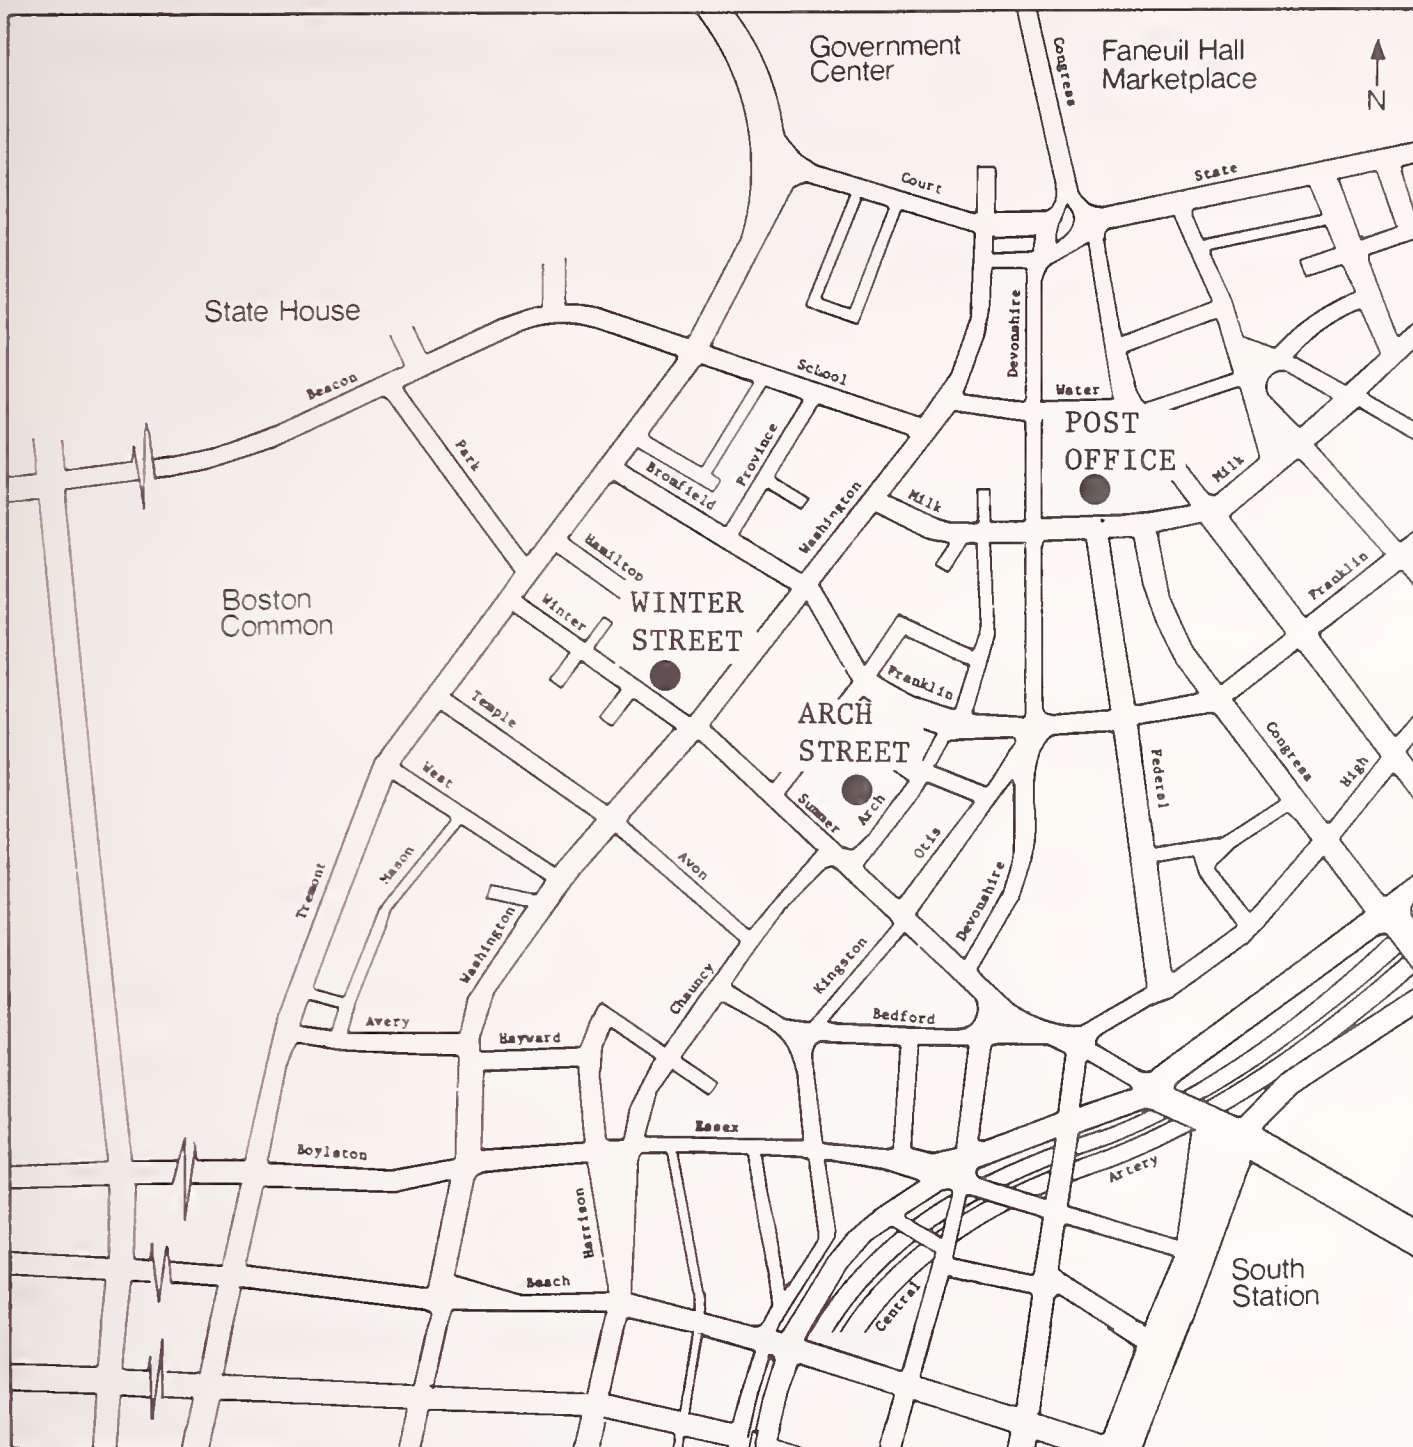 Government
Center
Congress
Faneuil Hall
Marketplace
N
Court
State
State House
Beacon
School
Devonshire
Water
POST
OFFICE
Park
Province
Bromfield
Washington
Milk
Milk
Hamilton
Franklin
Boston
Common
Winter
WINTER
STREET
Franklin
Temple
ARCH
STREET
Congress
High
Federal
West
Summer
Arch
Otis
Avon
Mason
Tremont
Devonshire
Washington
Kingston
Chauncy
Avery
Bedford
Hayward
Essex
Boylston
Artery
Harrison
Beach
Central
South
Station